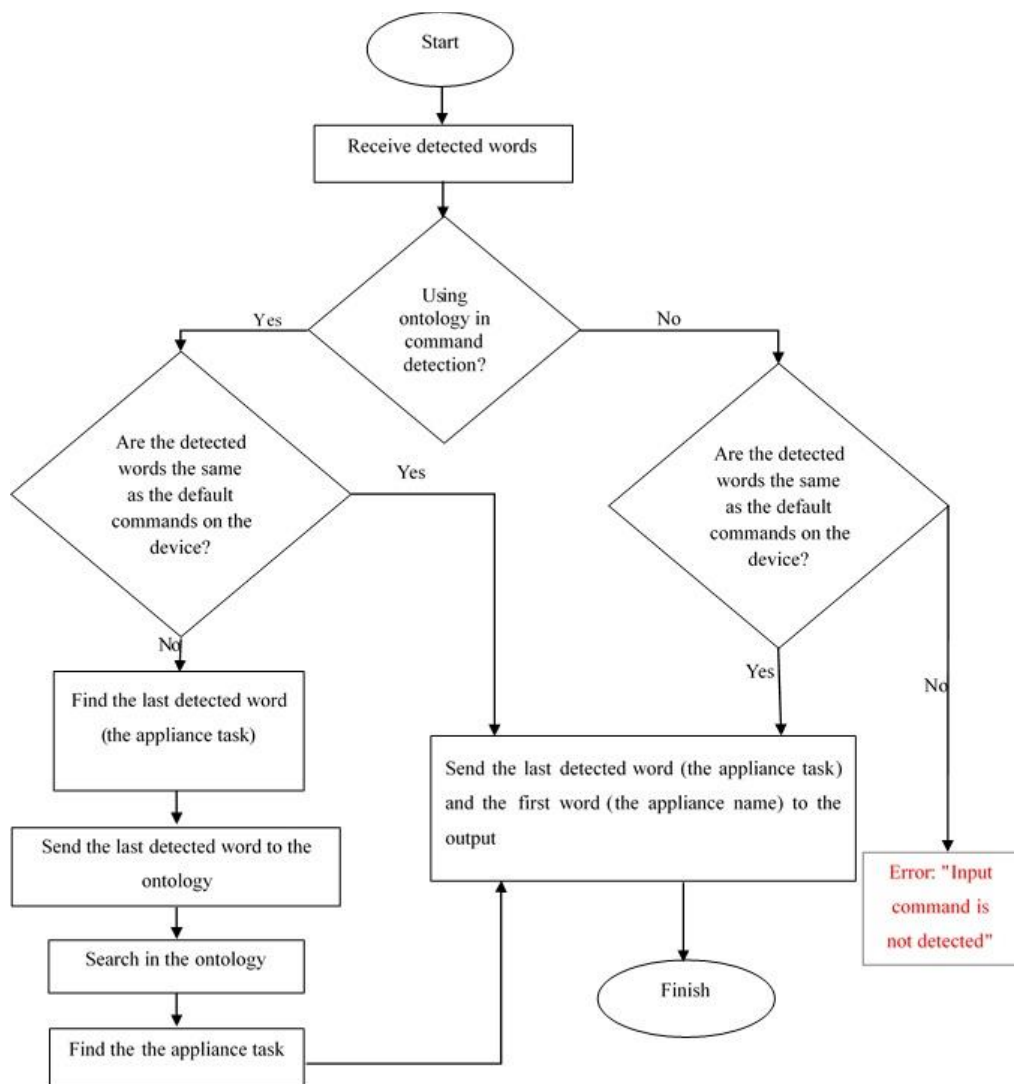 Start
Receive detected words
Using
ontology in
command
detection?
Yes
No
Are the detected
words the same
as the default
commands on the
device?
Yes
Are the detected
words the same
as the default
commands on the
device?
No
Yes
No
Find the last detected word
(the appliance task)
Send the last detected word (the appliance task)
and the first word (the appliance name) to the
output
Send the last detected word to the
ontology
Error: "Input
command is
not detected"
Search in the ontology
Finish
Find the the appliance task